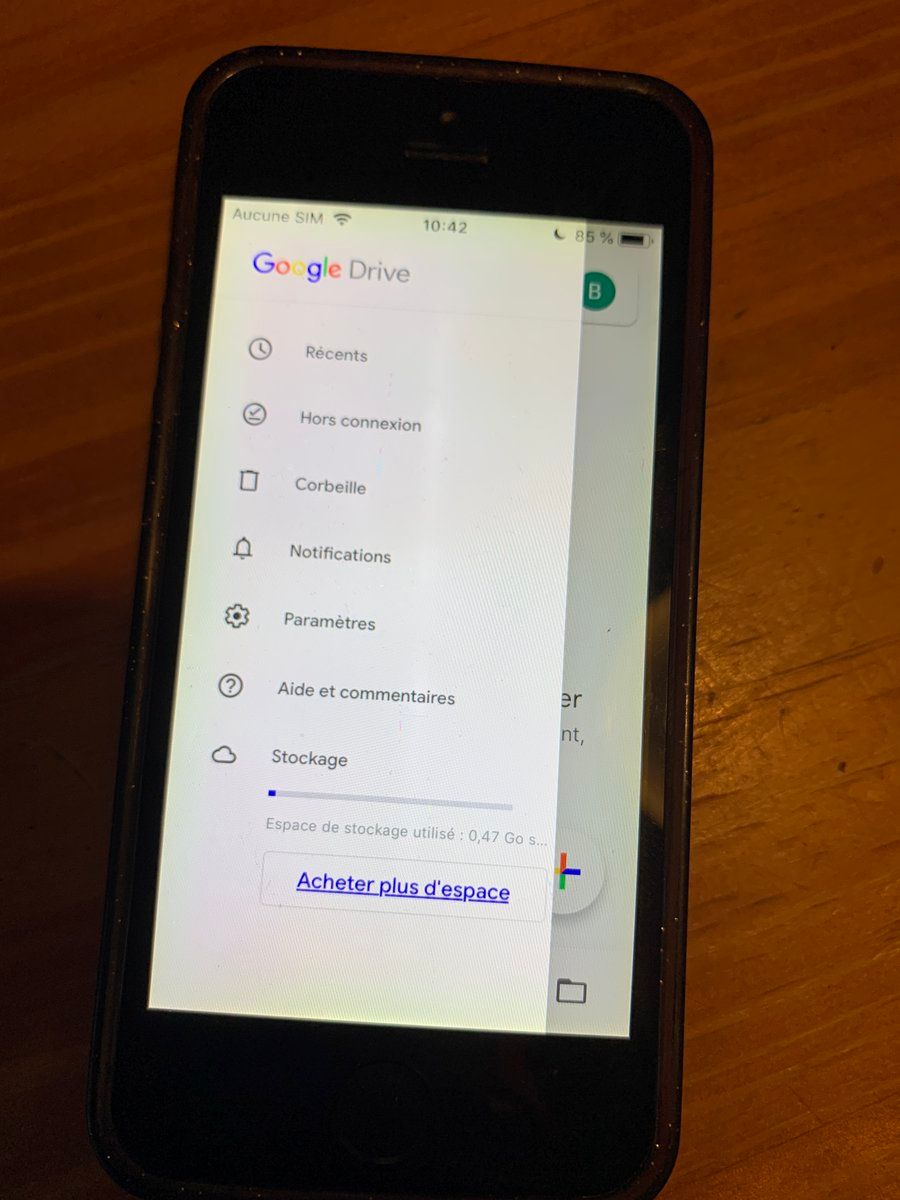 Aucune SIM
10:42
85 %
Google Drive
B
Récents
Hors connexion
Corbeille
Notifications
Paramètres
Aide et commentaires
er
nt,
Stockage
Espace de stockage utilisé : 0,47 Go s...
Acheter plus d'espace